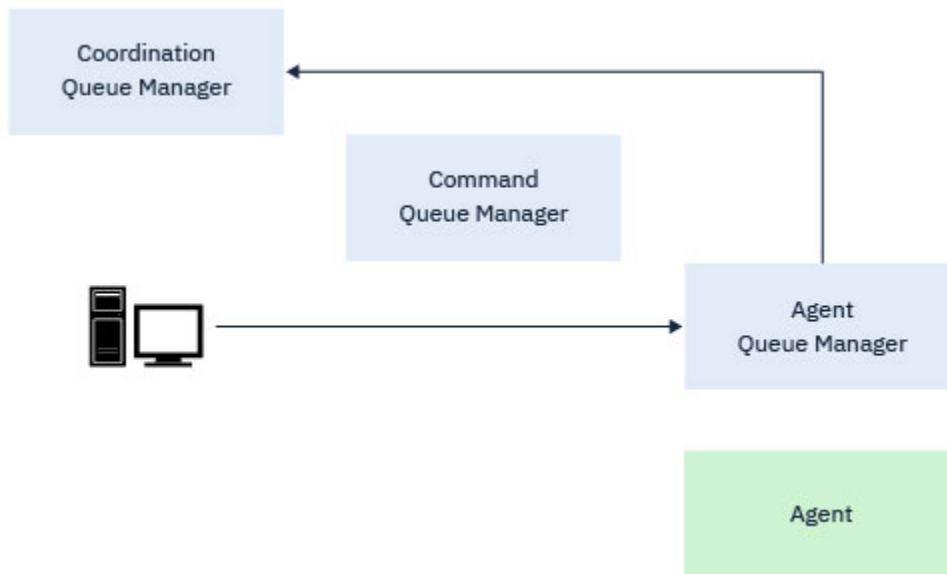 Coordination
Queue Manager
Command
Queue Manager
Agent
Queue Manager
Agent